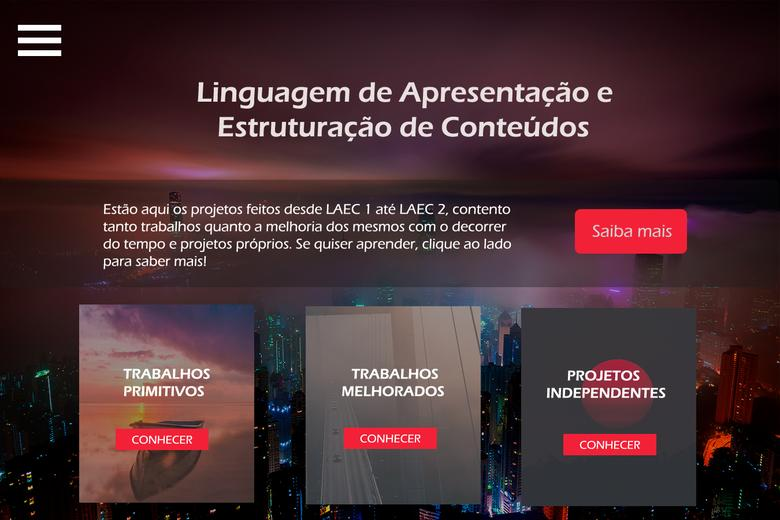 Linguagem de Apresentação e
Estruturação de Conteúdos
Estão aqui os projetos feitos desde LAEC 1 até LAEC 2, contento
tanto trabalhos quanto a melhoria dos mesmos com o decorrer
do tempo e projetos próprios. Se quiser aprender, clique ao lado
para saber mais!
Saiba mais
TRABALHOS
PRIMITIVOS
CONHECER
TRABALHOS
MELHORADOS
CONHECER
PROJETOS
INDEPENDENTES
CONHECER